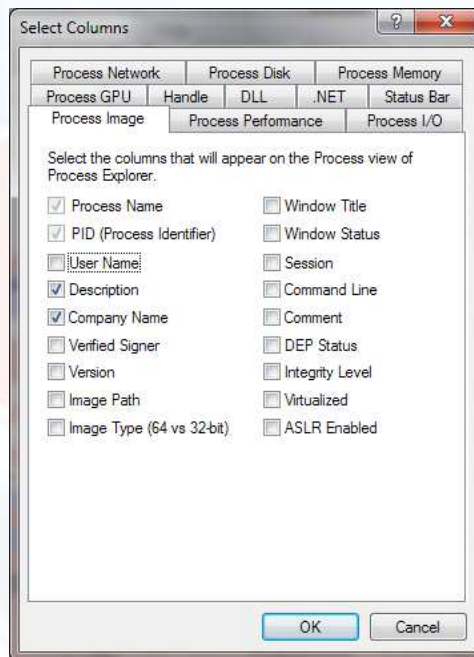 Select Columns
Process Network Process Disk Process Memory
Process GPU Handle DLL .NET Status Bar
Process Image Process Performance Process I/O
Select the columns that will appear on the Process view of
Process Explorer.
Process Name Window Title
PID (Process Identifier) Window Status
User Name Session
Description Command Line
Company Name Comment
Verified Signer DEP Status
Version Integrity Level
Image Path Virtualized
Image Type (64 vs 32-bit) ASLR Enabled
OK Cancel